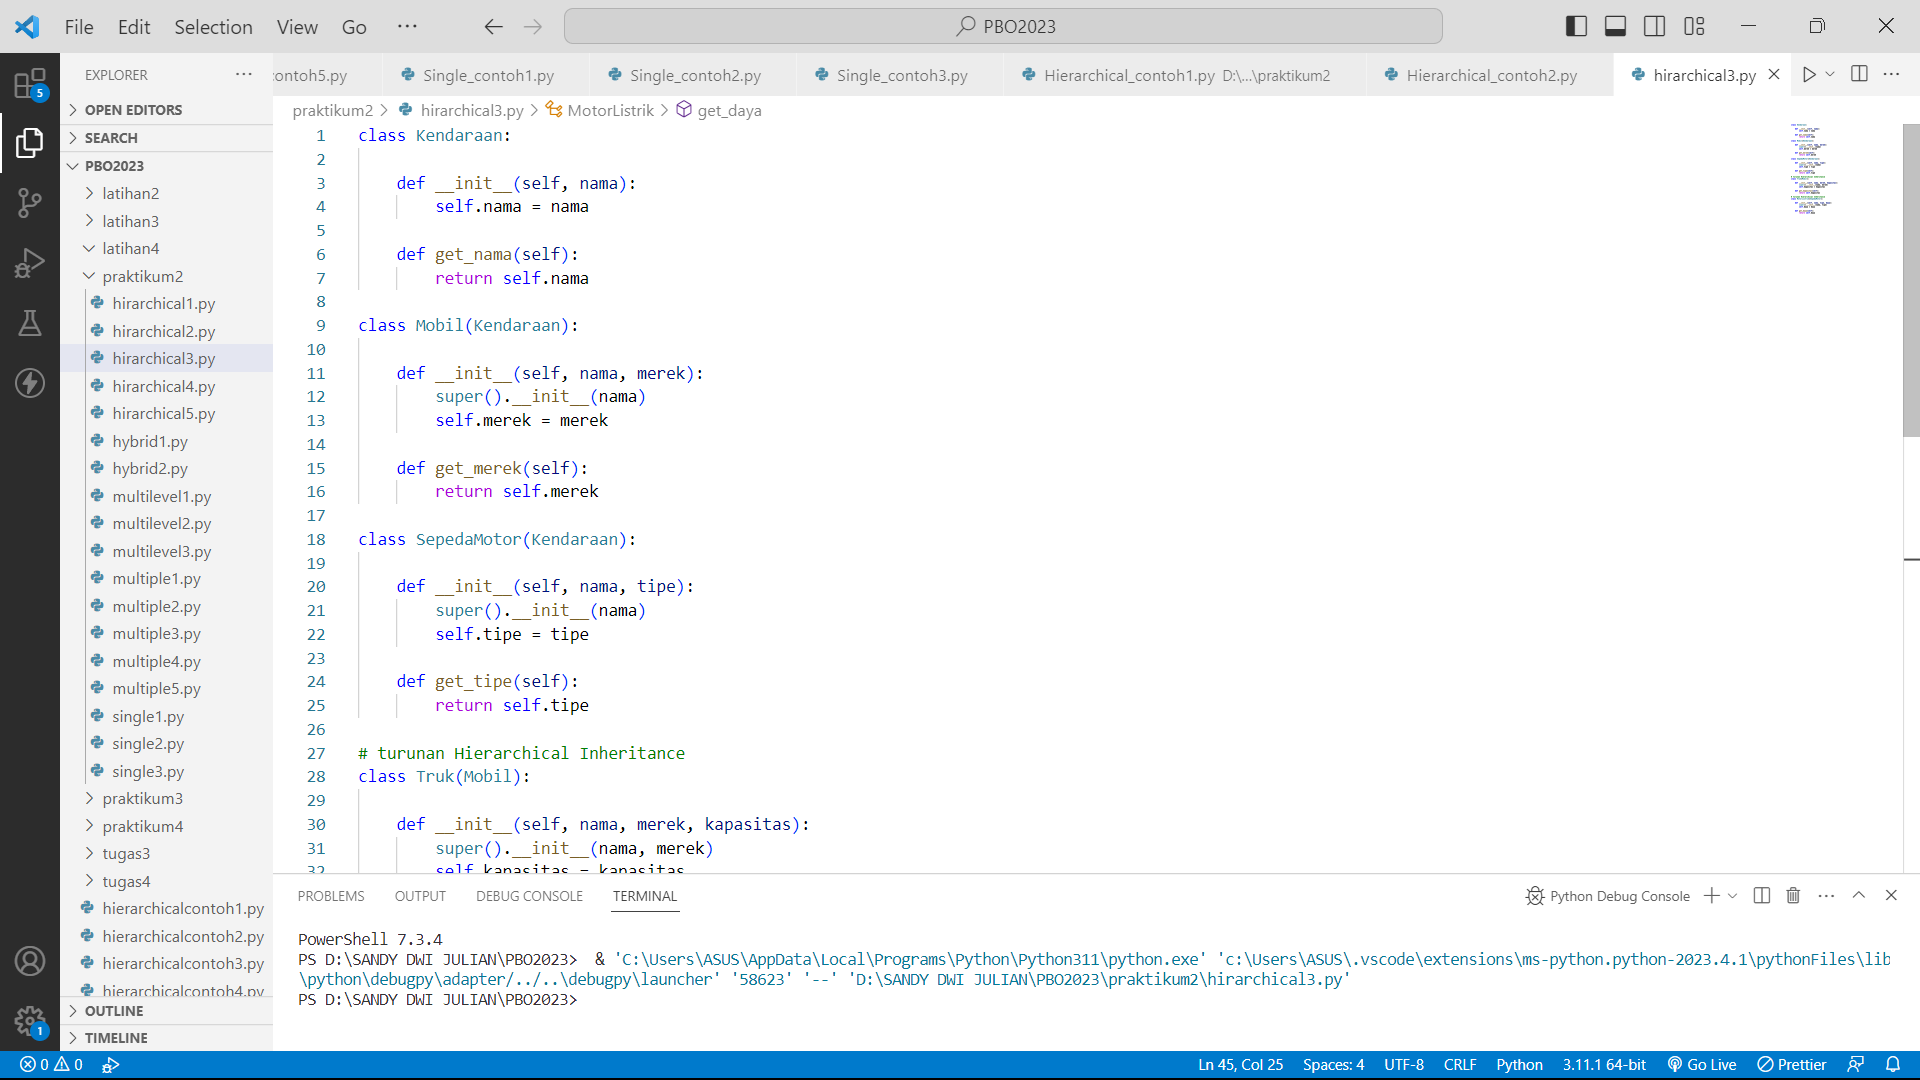 File Edit Selection View Go ··· PBO2023
EXPLORER ···
OPEN EDITORS
SEARCH
PBO2023
latihan2
latihan3
latihan4
praktikum2
hirarchical1.py
hirarchical2.py
hirarchical3.py
hirarchical4.py
hirarchical5.py
hybrid1.py
hybrid2.py
multilevel1.py
multilevel2.py
multilevel3.py
multiple1.py
multiple2.py
multiple3.py
multiple4.py
multiple5.py
single1.py
single2.py
single3.py
praktikum3
praktikum4
tugas3
tugas4
hierarchicalcontoh1.py
hierarchicalcontoh2.py
hierarchicalcontoh3.py
hierarchicalcontoh4.py
OUTLINE
TIMELINE
5
1
contoh5.py Single_contoh1.py Single_contoh2.py Single_contoh3.py Hierarchical_contoh1.py D:\...\praktikum2 Hierarchical_contoh2.py hirarchical3.py
praktikum2 > hirarchical3.py > MotorListrik > get_daya
1 class Kendaraan:
2
3 def __init__(self, nama):
4 self.nama = nama
5
6 def get_nama(self):
7 return self.nama
8
9 class Mobil(Kendaraan):
10
11 def __init__(self, nama, merek):
12 super().__init__(nama)
13 self.merek = merek
14
15 def get_merek(self):
16 return self.merek
17
18 class SepedaMotor(Kendaraan):
19
20 def __init__(self, nama, tipe):
21 super().__init__(nama)
22 self.tipe = tipe
23
24 def get_tipe(self):
25 return self.tipe
26
27 # turunan Hierarchical Inheritance
28 class Truk(Mobil):
29
30 def __init__(self, nama, merek, kapasitas):
31 super().__init__(nama, merek)
32 self.kapasitas = kapasitas
PROBLEMS OUTPUT DEBUG CONSOLE TERMINAL Python Debug Console
PowerShell 7.3.4
PS D:\SANDY DWI JULIAN\PBO2023> & 'C:\Users\ASUS\AppData\Local\Programs\Python\Python311\python.exe' 'c:\Users\ASUS\.vscode\extensions\ms-python.python-2023.4.1\pythonFiles\lib
\python\debugpy\adapter/../..\debugpy\launcher' '58623' '--' 'D:\SANDY DWI JULIAN\PBO2023\praktikum2\hirarchical3.py'
PS D:\SANDY DWI JULIAN\PBO2023>
0 0 Ln 45, Col 25 Spaces: 4 UTF-8 CRLF Python 3.11.1 64-bit Go Live Prettier